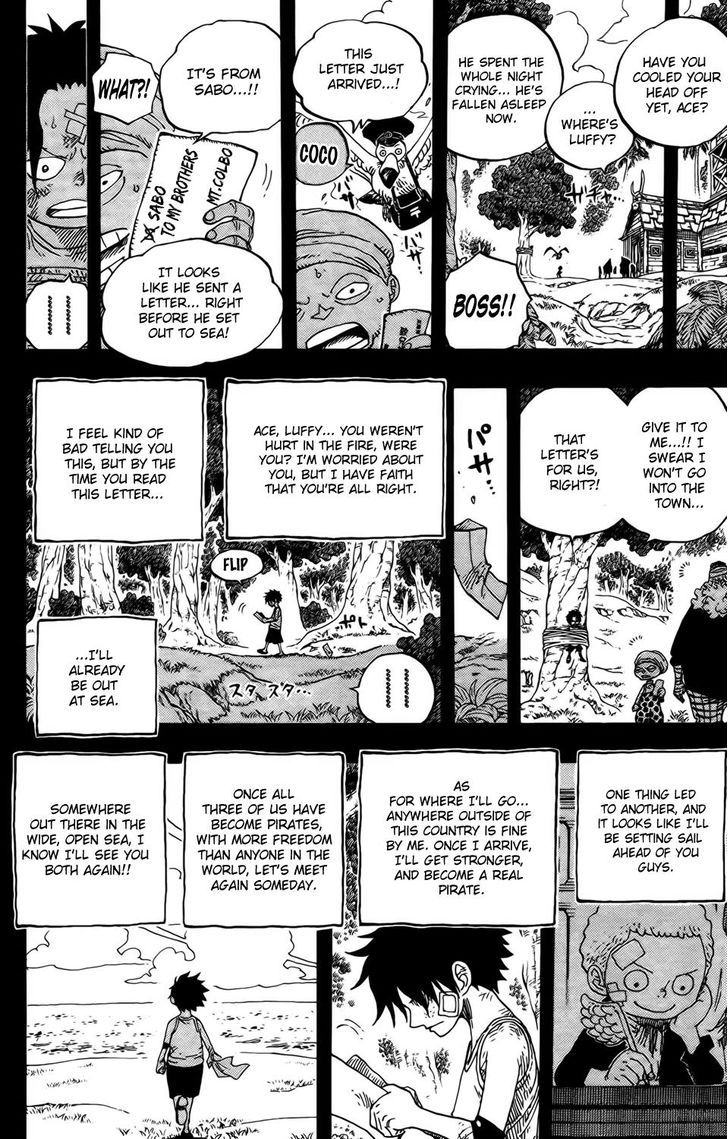 HAVE YOU
COOLED YOUR
HEAD OFF
YET, ACE?
...
WHERE'S
LUFFY?
HE SPENT THE
WHOLE NIGHT
CRYING... HE'S
FALLEN ASLEEP
NOW.
ガチャ..
BOSS!!
THIS
LETTER JUST
ARRIVED...!
COCO
IT'S FROM
SABO...!!
SABO
TO MY BROTHERS
MT.COLBO
WHAT?!
IT LOOKS
LIKE HE SENT A
LETTER... RIGHT
BEFORE HE SET
OUT TO SEA!
!!
GIVE IT TO
ME...!! I
SWEAR I
WON'T GO
INTO THE
TOWN...
THAT
LETTER'S
FOR US,
RIGHT?!
パサ...
ACE, LUFFY... YOU WEREN'T
HURT IN THE FIRE, WERE
YOU? I'M WORRIED ABOUT
YOU, BUT I HAVE FAITH
THAT YOU'RE ALL RIGHT.
I FEEL KIND OF
BAD TELLING YOU
THIS, BUT BY THE
TIME YOU READ
THIS LETTER...
FLIP
スタ スタ...
!!
...I'LL
ALREADY
BE OUT
AT SEA.
ONE THING LED
TO ANOTHER, AND
IT LOOKS LIKE I'LL
BE SETTING SAIL
AHEAD OF YOU
GUYS.
AS
FOR WHERE I'LL GO...
ANYWHERE OUTSIDE OF
THIS COUNTRY IS FINE
BY ME. ONCE I ARRIVE,
I'LL GET STRONGER,
AND BECOME A REAL
PIRATE.
ONCE ALL
THREE OF US HAVE
BECOME PIRATES,
WITH MORE FREEDOM
THAN ANYONE IN THE
WORLD, LET'S MEET
AGAIN SOMEDAY.
SOMEWHERE
OUT THERE IN THE
WIDE, OPEN SEA, I
KNOW I'LL SEE YOU
BOTH AGAIN!!